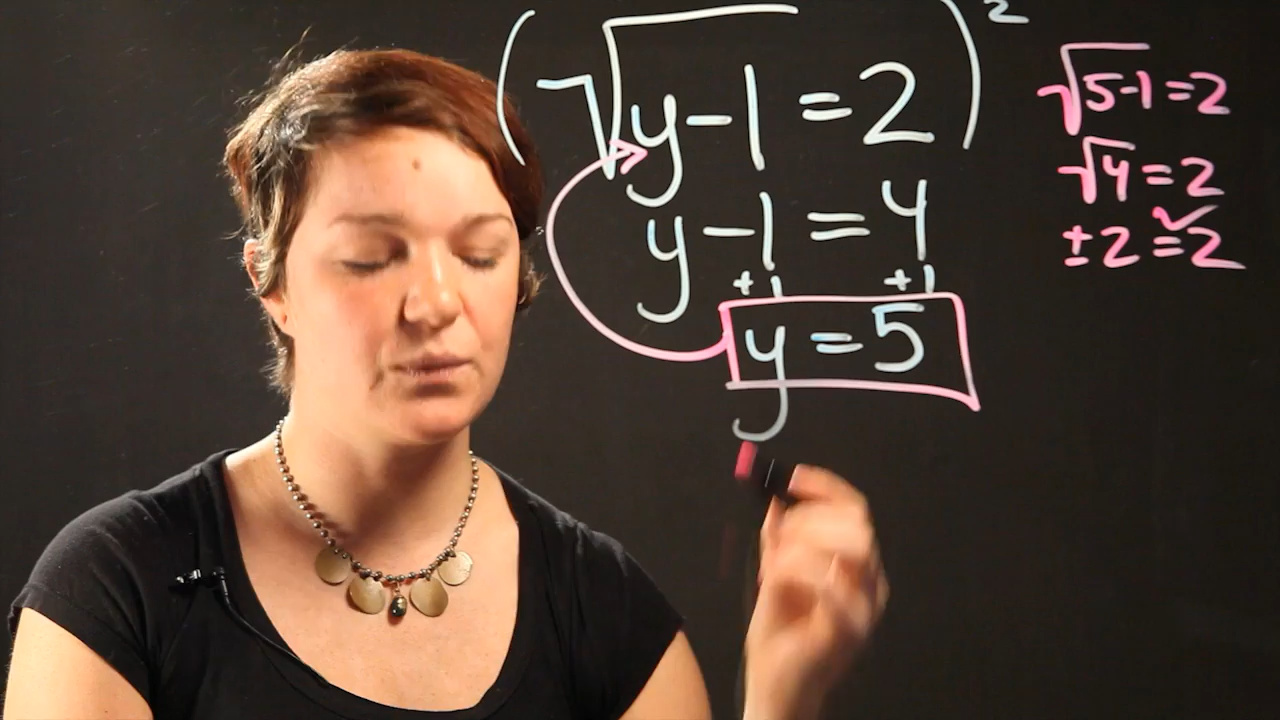 (√y-1 = 2)²
y-1 = 4
+1 +1
y = 5
√5-1=2
√4=2
±2=2✓